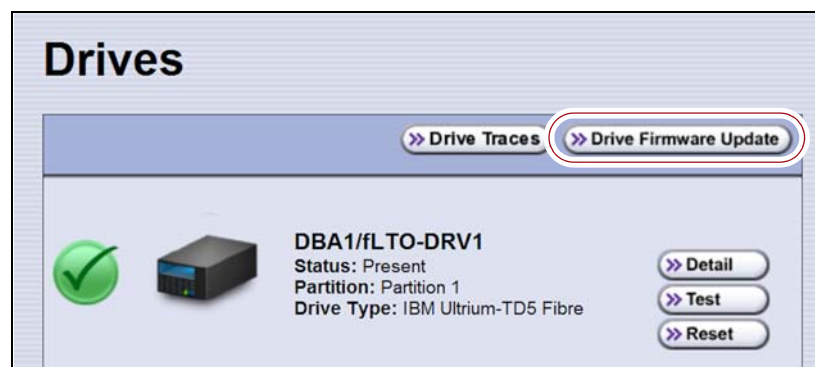 Drives
Drive Traces
Drive Firmware Update
DBA1/fLTO-DRV1
Status: Present
Partition: Partition 1
Drive Type: IBM Ultrium-TD5 Fibre
Detail
Test
Reset